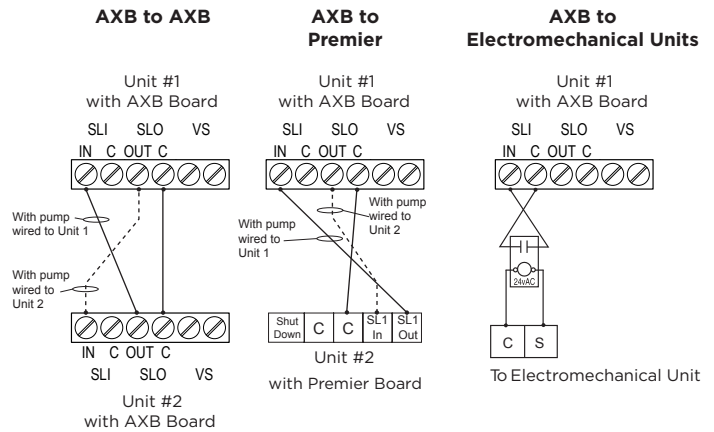 AXB to AXB
Unit #1
with AXB Board
SLI SLO VS
IN C OUT C
With pump
wired to Unit 1
With pump
wired to
Unit 2
IN C OUT C
SLI SLO VS
Unit #2
with AXB Board
AXB to
Premier
Unit #1
with AXB Board
SLI SLO VS
IN C OUT C
With pump
wired to
Unit 2
With pump
wired to
Unit 1
Shut
Down
C
C
SL1
In
SL1
Out
Unit #2
with Premier Board
AXB to
Electromechanical Units
Unit #1
with AXB Board
SLI SLO VS
IN C OUT C
24vAC
C S
To Electromechanical Unit